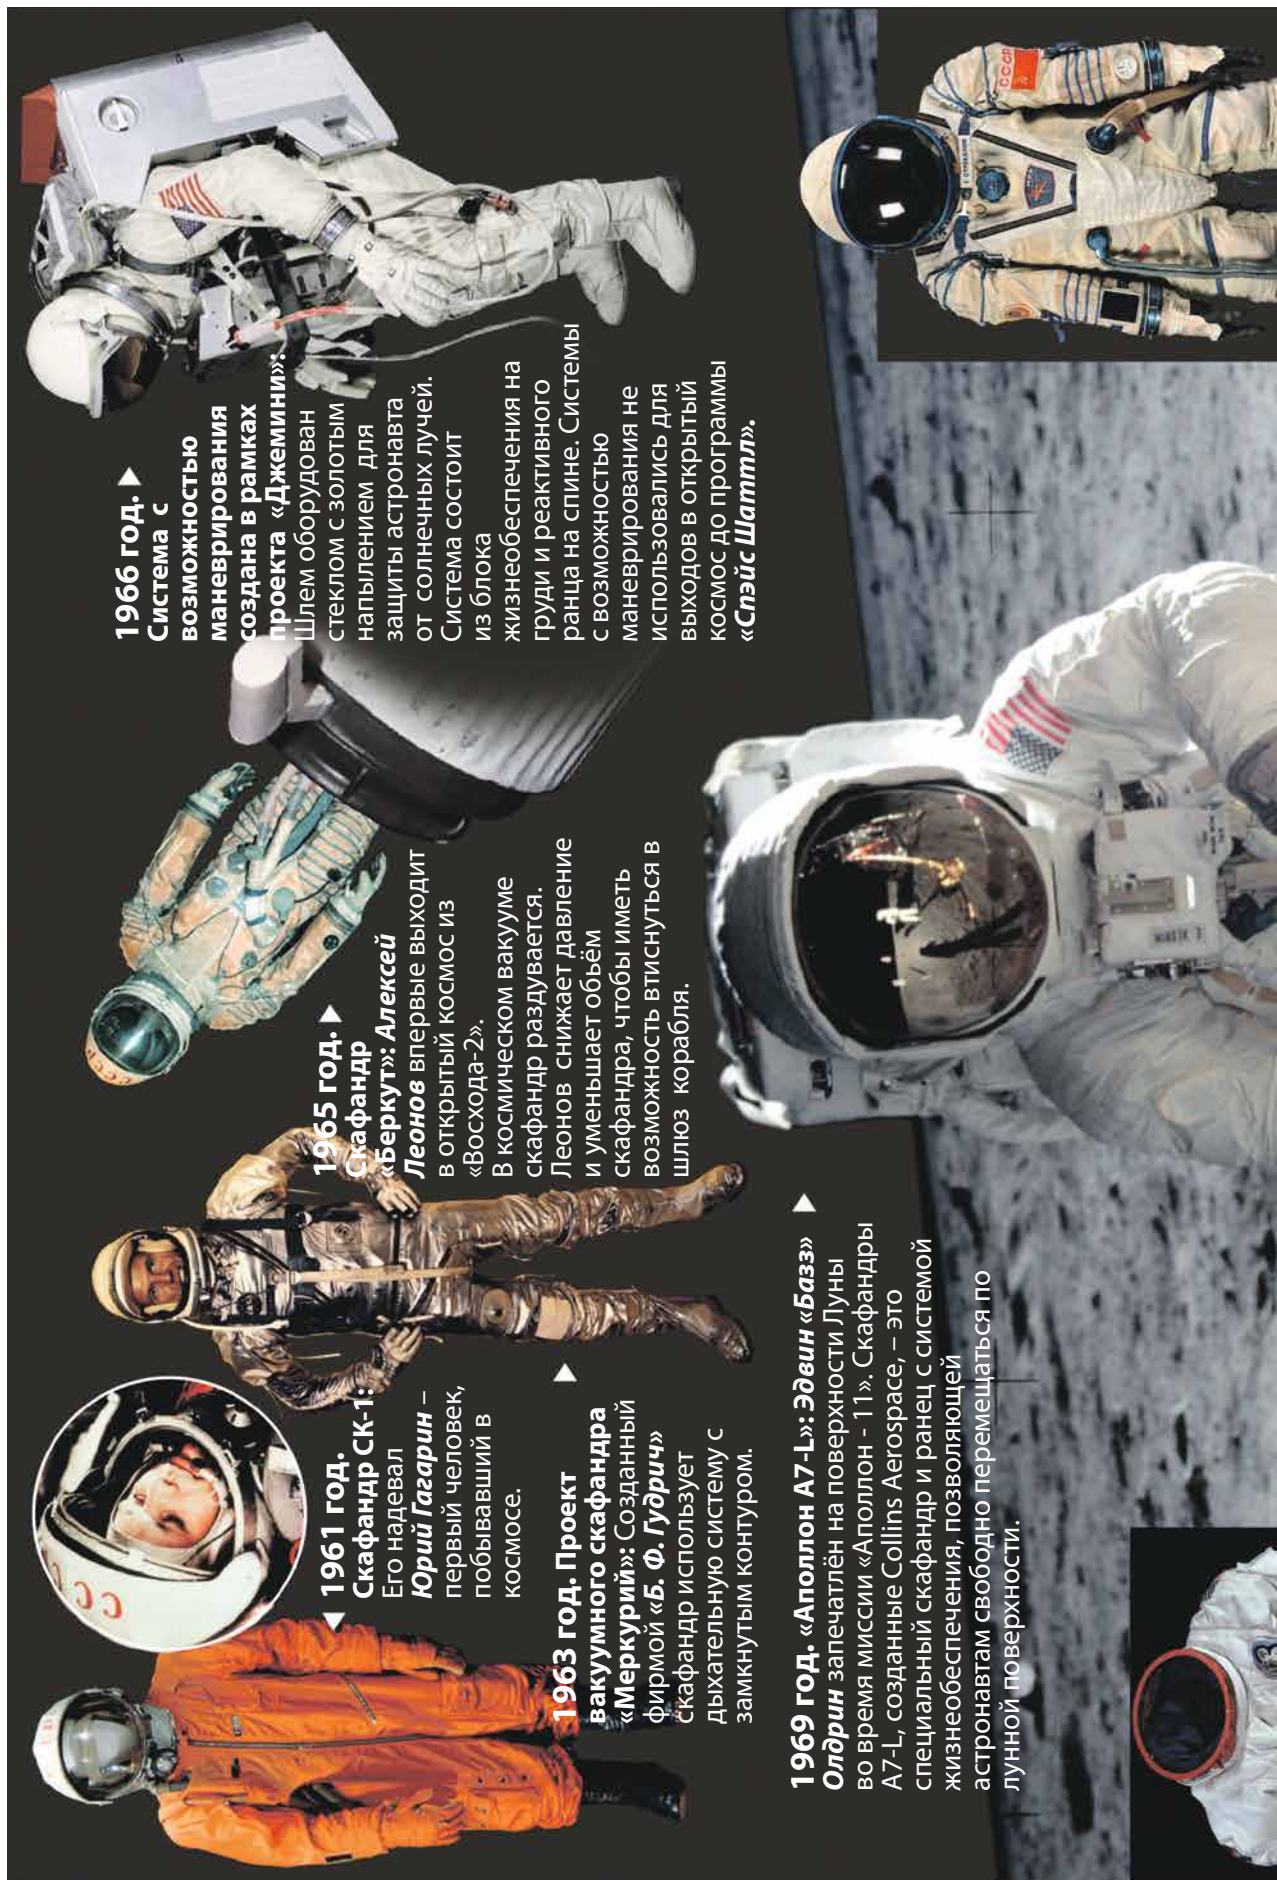 ◀ 1961 год.
Скафандр СК-1:
Его надевал
Юрий Гагарин –
первый человек,
побывавший в
космосе.
1963 год. Проект ▶
вакуумного скафандра
«Меркурий»: Созданный
фирмой «Б. Ф. Гудрич»
скафандр использует
дыхательную систему с
замкнутым контуром.
1965 год. ▶
Скафандр
«Беркут»: Алексей
Леонов впервые выходит
в открытый космос из
«Восхода-2».
В космическом вакууме
скафандр раздувается.
Леонов снижает давление
и уменьшает объём
скафандра, чтобы иметь
возможность втиснуться в
шлюз корабля.
1966 год. ▶
Система с
возможностью
маневрирования
создана в рамках
проекта «Джемини»:
Шлем оборудован
стеклом с золотым
напылением для
защиты астронавта
от солнечных лучей.
Система состоит
из блока
жизнеобеспечения на
груди и реактивного
ранца на спине. Системы
с возможностью
маневрирования не
использовались для
выходов в открытый
космос до программы
«Спэйс Шаттл».
1969 год. «Аполлон А7-L»: Эдвин «Базз» ▶
Олдрин запечатлён на поверхности Луны
во время миссии «Аполлон - 11». Скафандры
А7-L, созданные Collins Aerospace, – это
специальный скафандр и ранец с системой
жизнеобеспечения, позволяющей
астронавтам свободно перемещаться по
лунной поверхности.
СССР
СССР